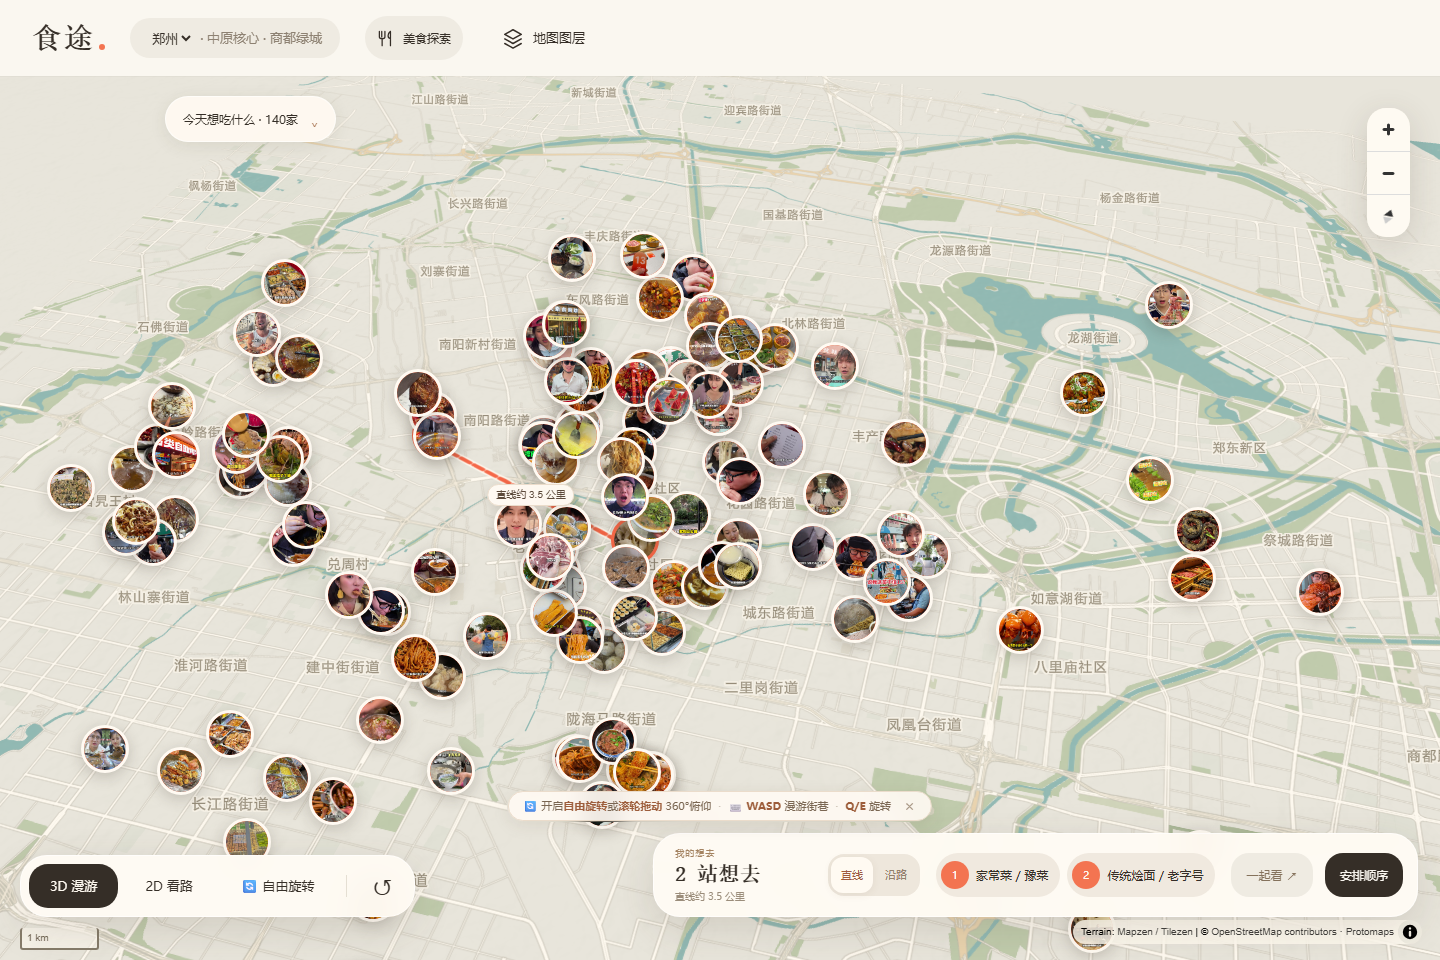 食途.
郑州 · 中原核心 · 商都绿城
美食探索
地图图层
今天想吃什么 · 140家
江山路街道
新城街道
迎宾路街道
枫杨街道
长兴路街道
国基路街道
杨金路街道
丰庆路街
龙源路街道
刘寨街道
东风路街道
石佛街道
北林路街道
龙湖街道
南阳新村街道
南阳路街道
丰产
郑东新区
直线约 3.5 公里
社区
花园路街道
祭城路街道
兑周村
林山寨街道
城东路街道
如意湖街道
淮河路街道
建中街街道
八里庙社区
二里岗街道
陇海马路街道
凤凰台街道
商都
长江路街道
开启自由旋转或滚轮拖动 360°俯仰 · WASD 漫游街巷 · Q/E 旋转 ×
我的想去
2 站想去
直线约 3.5 公里
直线
沿路
1 家常菜 / 豫菜
2 传统烩面 / 老字号
一起看 ↗
安排顺序
3D 漫游
2D 看路
自由旋转
道
1 km
Terrain: Mapzen / Tilezen | © OpenStreetMap contributors · Protomaps